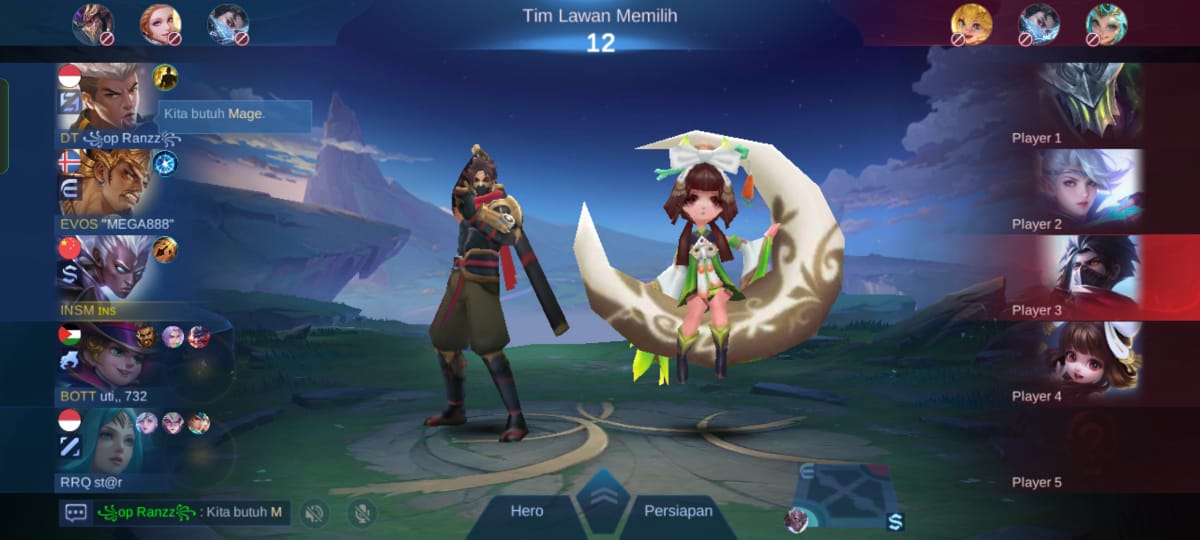 Tim Lawan Memilih
12
Kita butuh Mage.
DT ꧁op Ranzz꧂
EVOS "MEGA888"
INSM INS
BOTT uti,, 732
RRQ st@r
Player 1
Player 2
Player 3
Player 4
Player 5
꧁op Ranzz꧂ : Kita butuh M
Hero
Persiapan